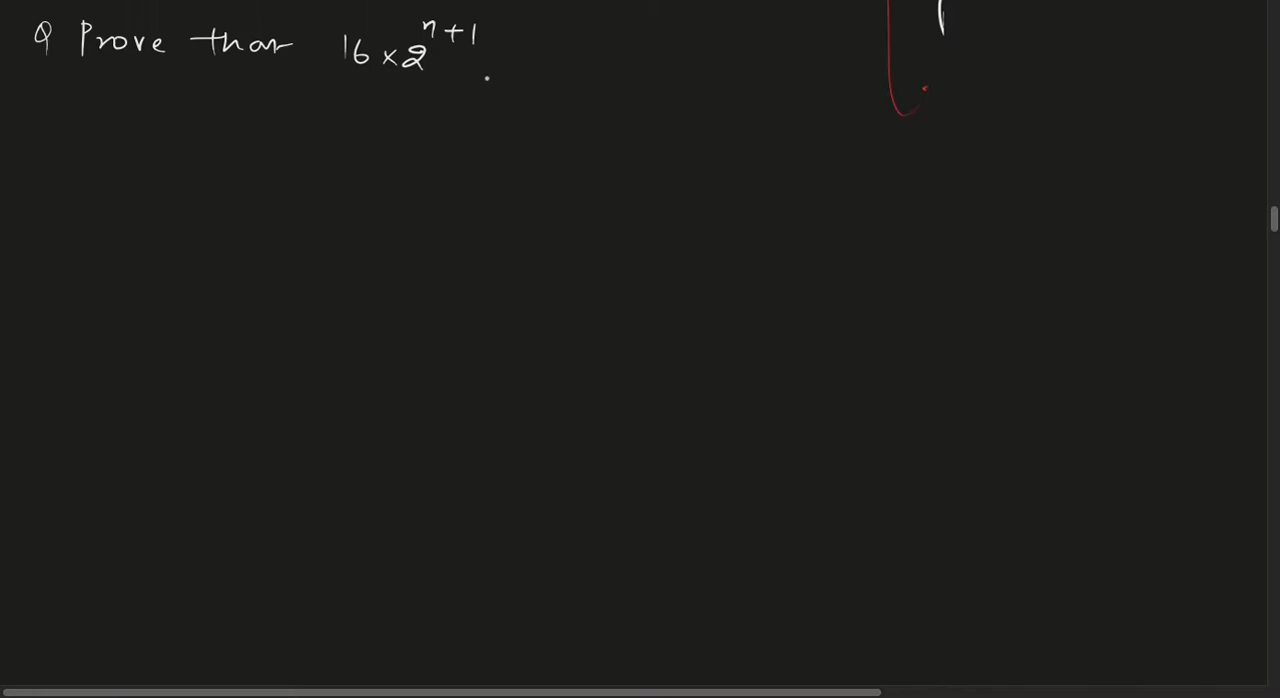 Q Prove that 16 × 2^{n+1}